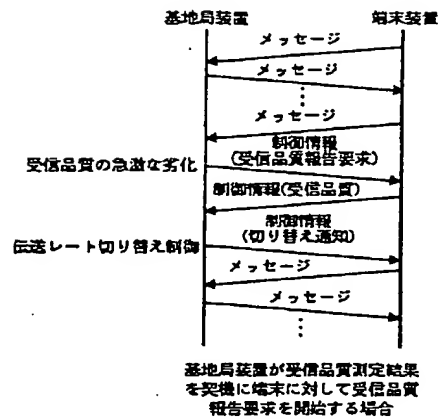 基地局装置
端末装置
メッセージ
メッセージ
メッセージ
制御情報
(受信品質報告要求)
受信品質の急激な劣化
制御情報(受信品質)
制御情報
(切り替え通知)
伝送レート切り替え制御
メッセージ
メッセージ
基地局装置が受信品質測定結果
を契機に端末に対して受信品質
報告要求を開始する場合